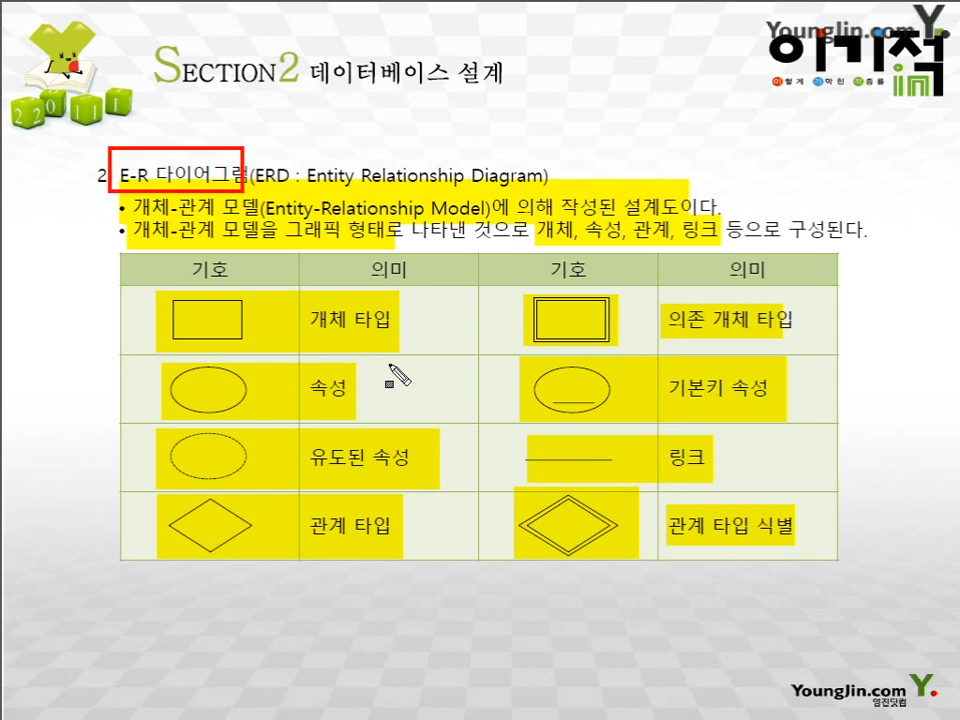 YoungJin.com Y.
이기적in
이렇게 기막힌 적중률
SECTION2 데이터베이스 설계
22011
2. E-R 다이어그램(ERD : Entity Relationship Diagram)
• 개체-관계 모델(Entity-Relationship Model)에 의해 작성된 설계도이다.
• 개체-관계 모델을 그래픽 형태로 나타낸 것으로 개체, 속성, 관계, 링크 등으로 구성된다.
기호 의미 기호 의미
개체 타입 의존 개체 타입
속성 기본키 속성
유도된 속성 링크
관계 타입 관계 타입 식별
YoungJin.com Y.
영진닷컴